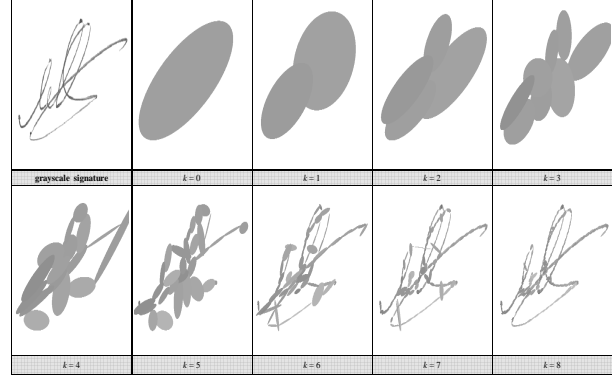 grayscale signature k = 0 k = 1 k = 2 k = 3
k = 4 k = 5 k = 6 k = 7 k = 8